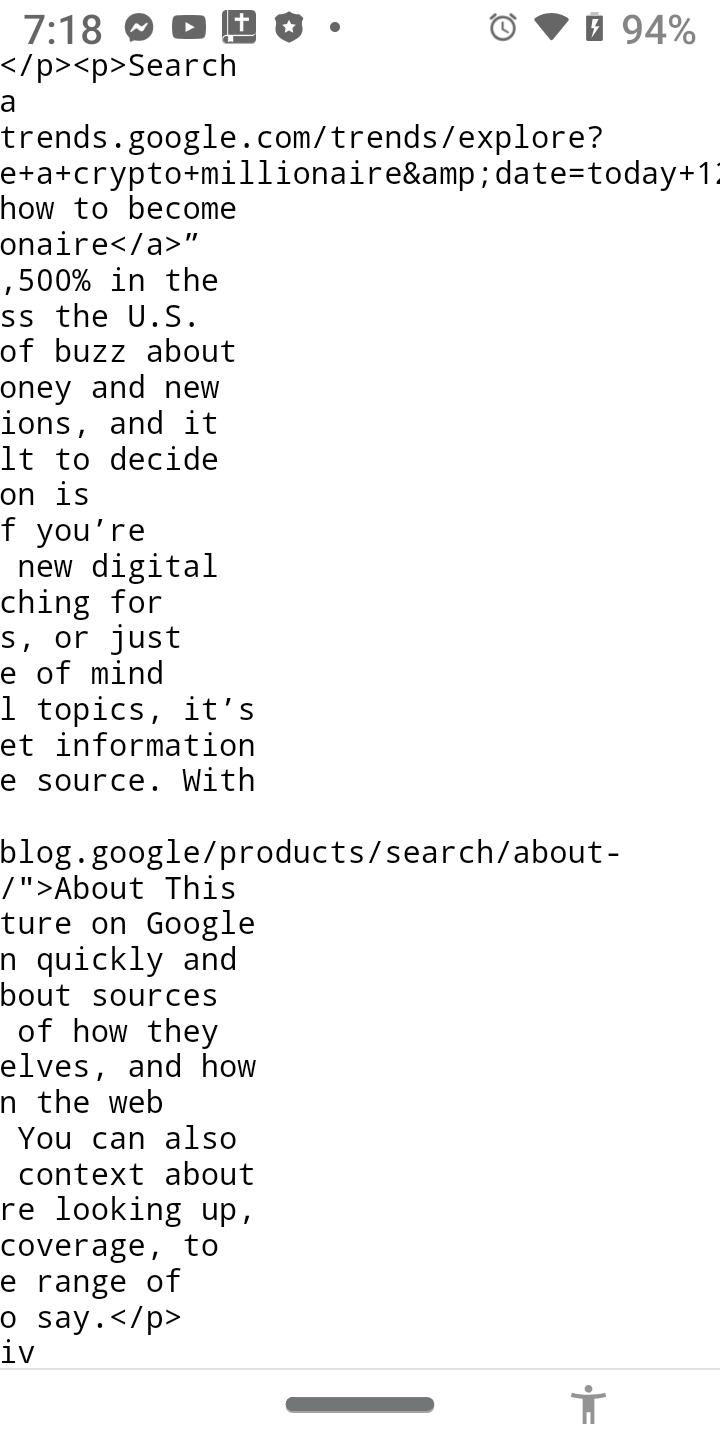 7:18
94%
</p><p>Search
a
trends.google.com/trends/explore?
e+a+crypto+millionaire&amp;date=today+12
how to become
onaire</a>”
,500% in the
ss the U.S.
of buzz about
oney and new
ions, and it
lt to decide
on is
f you’re
new digital
ching for
s, or just
e of mind
l topics, it’s
et information
e source. With
blog.google/products/search/about-
/">About This
ture on Google
n quickly and
bout sources
of how they
elves, and how
n the web
You can also
context about
re looking up,
coverage, to
e range of
o say.</p>
iv